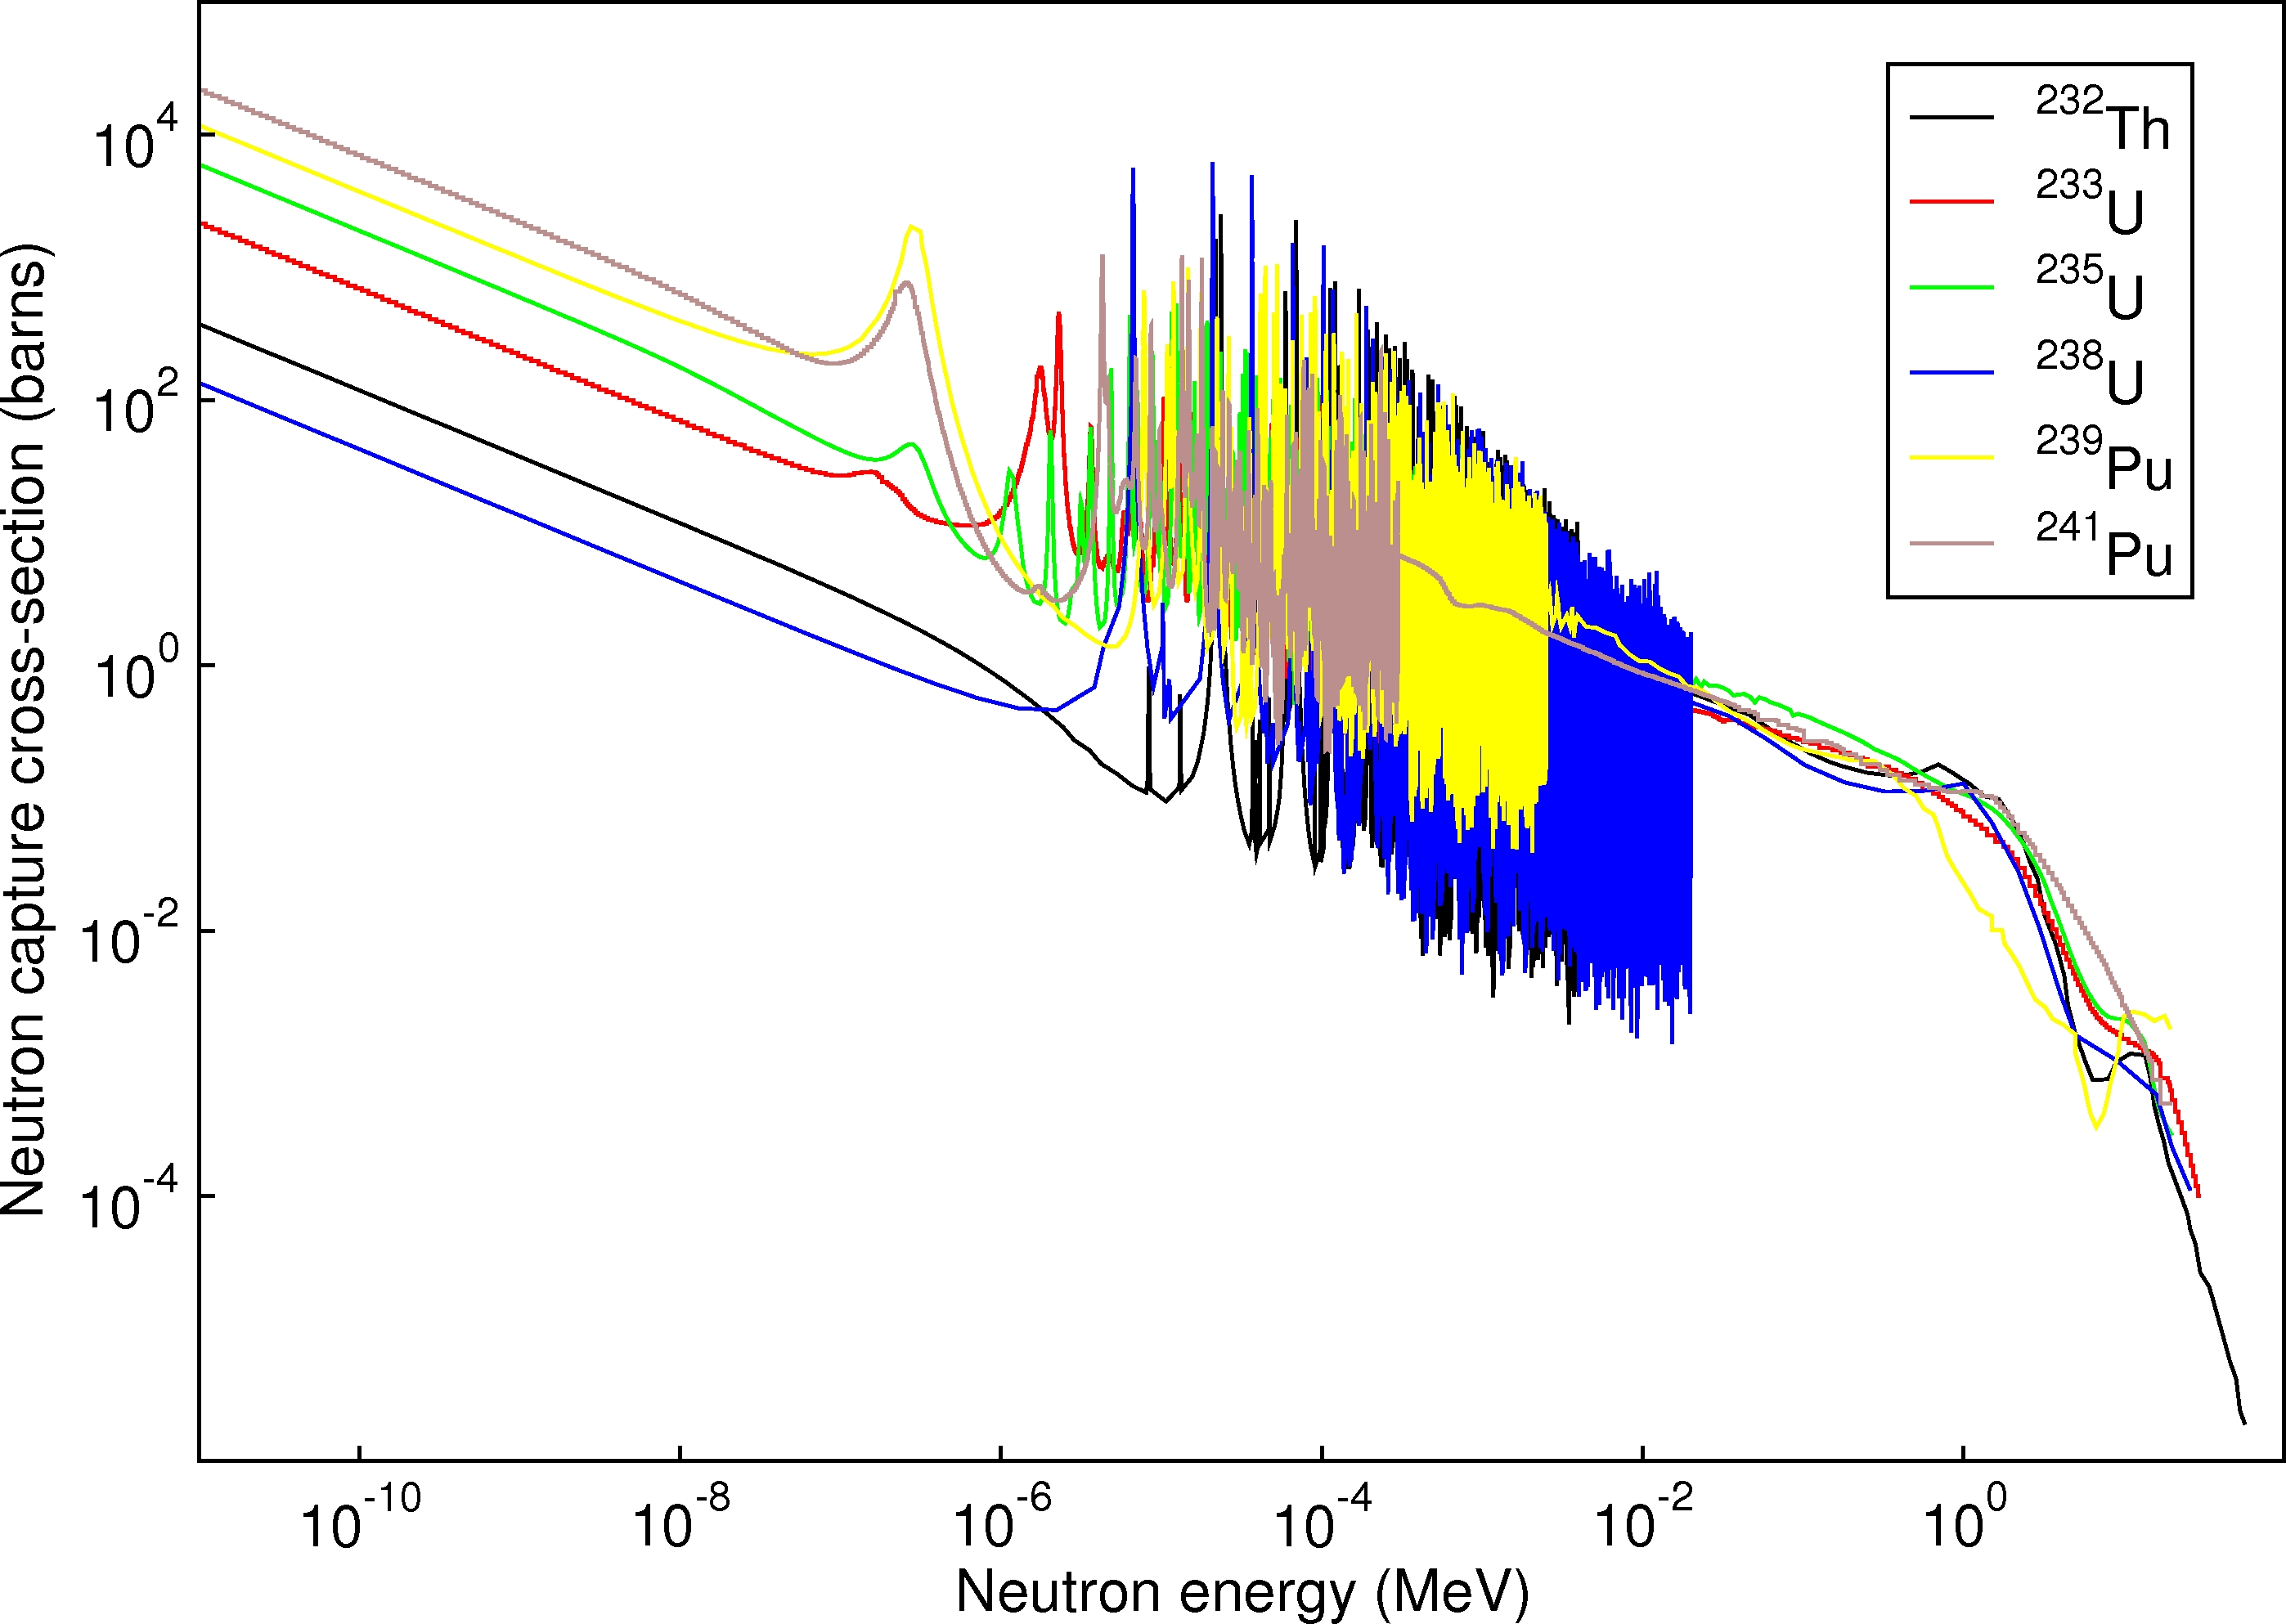 Neutron capture cross-section (barns)
10^4
10^2
10^0
10^-2
10^-4
232Th
233U
235U
238U
239Pu
241Pu
10^-10 10^-8 10^-6 10^-4 10^-2 10^0
Neutron energy (MeV)